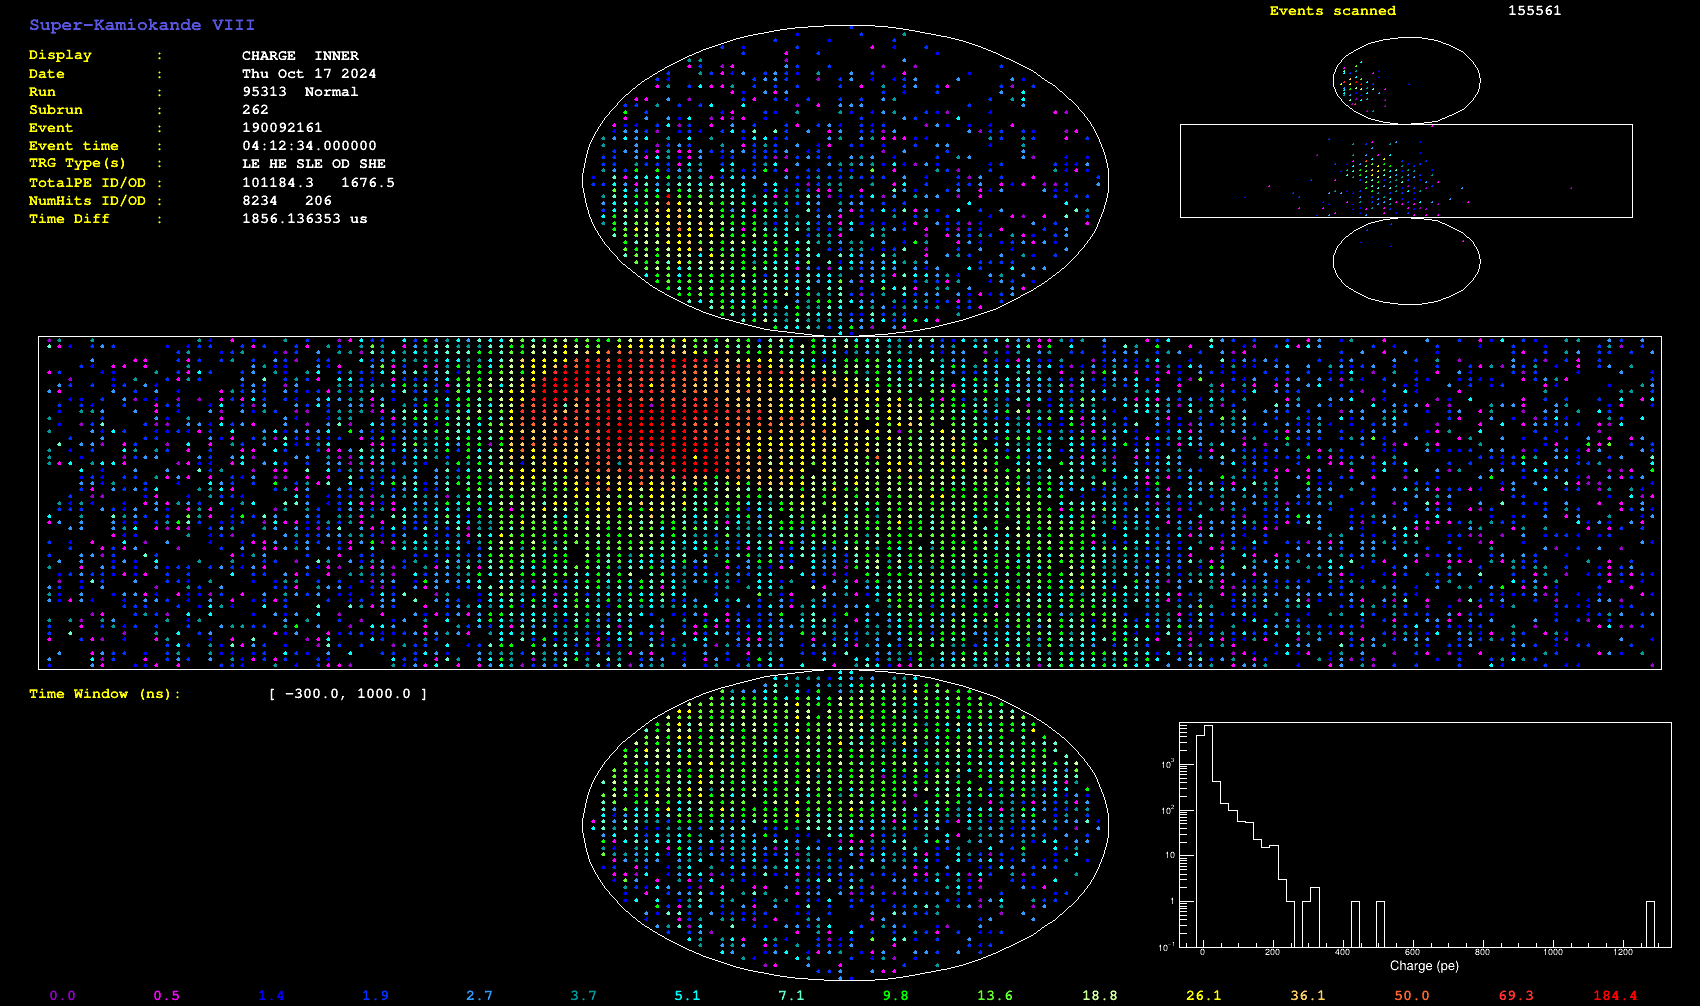 Super-Kamiokande VIII
Display : CHARGE INNER
Date : Thu Oct 17 2024
Run : 95313 Normal
Subrun : 262
Event : 190092161
Event time : 04:12:34.000000
TRG Type(s) : LE HE SLE OD SHE
TotalPE ID/OD : 101184.3 1676.5
NumHits ID/OD : 8234 206
Time Diff : 1856.136353 us
Events scanned 155561
Time Window (ns): [ -300.0, 1000.0 ]
10³
10²
10
1
10⁻¹
0 200 400 600 800 1000 1200
Charge (pe)
0.0 0.5 1.4 1.9 2.7 3.7 5.1 7.1 9.8 13.6 18.8 26.1 36.1 50.0 69.3 184.4